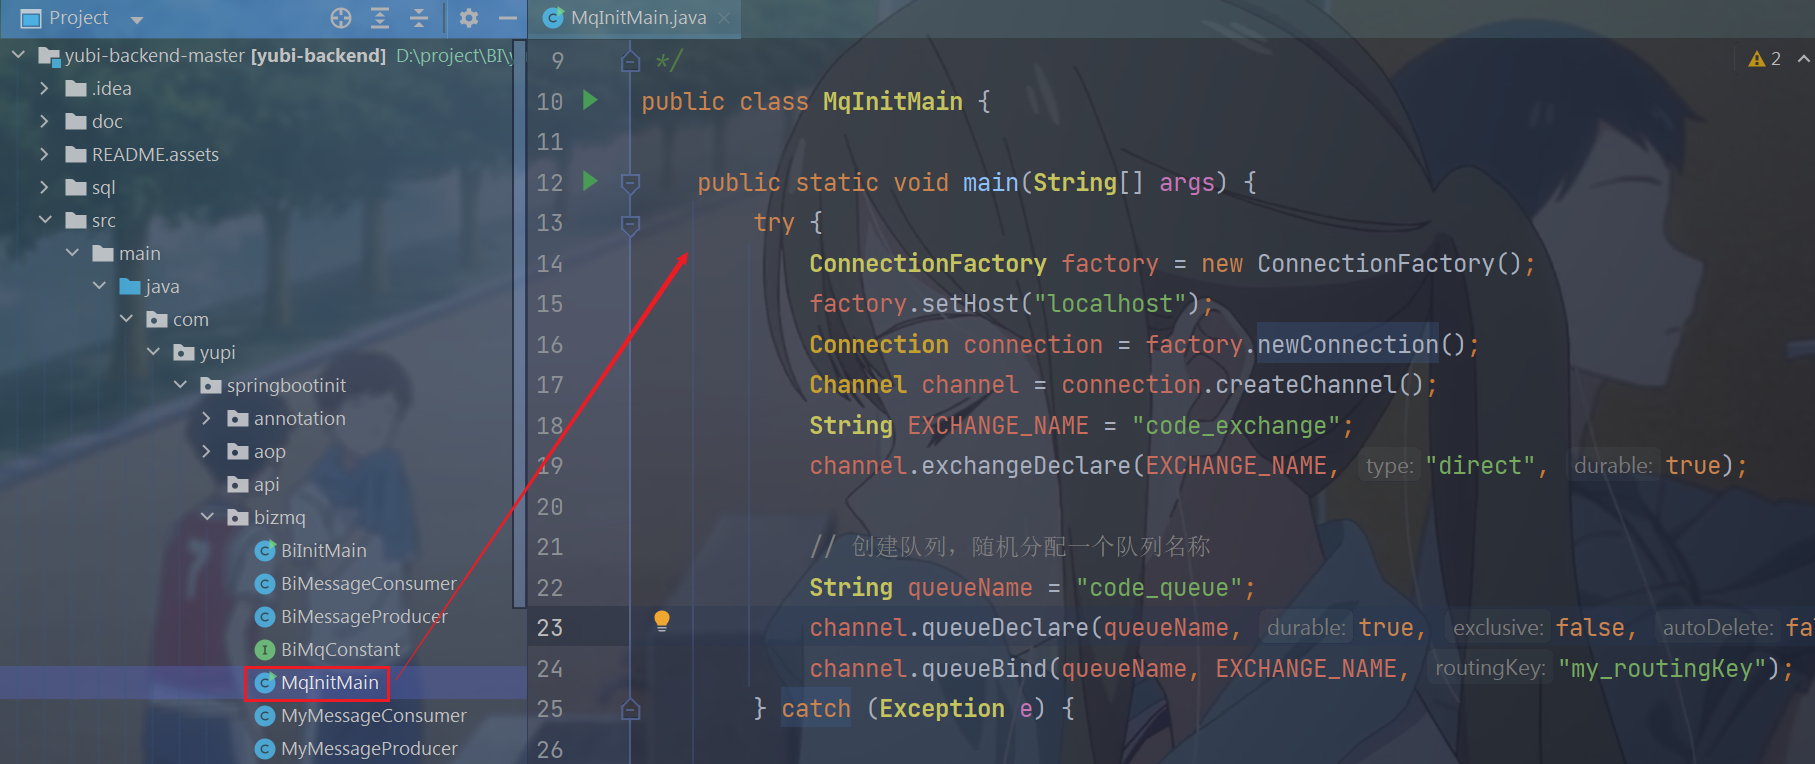 Project
yubi-backend-master [yubi-backend] D:\project\BI\y
.idea
doc
README.assets
sql
src
main
java
com
yupi
springbootinit
annotation
aop
api
bizmq
BiInitMain
BiMessageConsumer
BiMessageProducer
BiMqConstant
MqInitMain
MyMessageConsumer
MyMessageProducer
MqInitMain.java
2
9 */
10 public class MqInitMain {
11
12 public static void main(String[] args) {
13 try {
14 ConnectionFactory factory = new ConnectionFactory();
15 factory.setHost("localhost");
16 Connection connection = factory.newConnection();
17 Channel channel = connection.createChannel();
18 String EXCHANGE_NAME = "code_exchange";
19 channel.exchangeDeclare(EXCHANGE_NAME, type: "direct", durable: true);
20
21 // 创建队列，随机分配一个队列名称
22 String queueName = "code_queue";
23 channel.queueDeclare(queueName, durable: true, exclusive: false, autoDelete: fa
24 channel.queueBind(queueName, EXCHANGE_NAME, routingKey: "my_routingKey");
25 } catch (Exception e) {
26